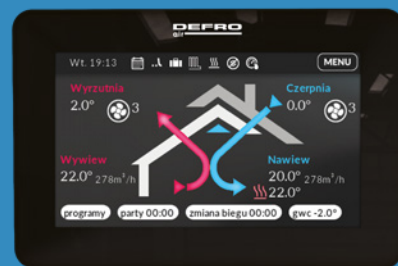 DEFRO
air
Wt. 19:13
MENU
Wyrzutnia
2.0° 3
Czerpnia
0.0° 3
Wywiew
22.0° 278m³/h
Nawiew
20.0° 278m³/h
22.0°
programy
party 00:00
zmiana biegu 00:00
gwc -2.0°